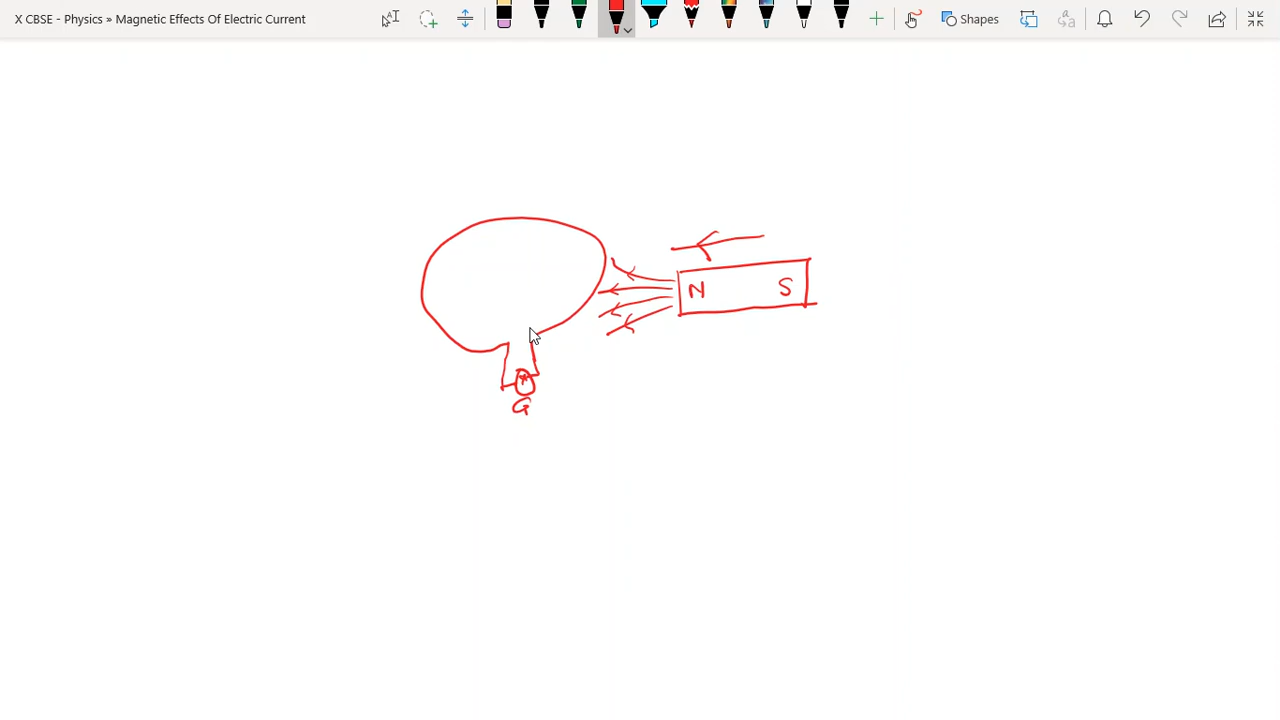 X CBSE - Physics » Magnetic Effects Of Electric Current
Shapes
N S
G